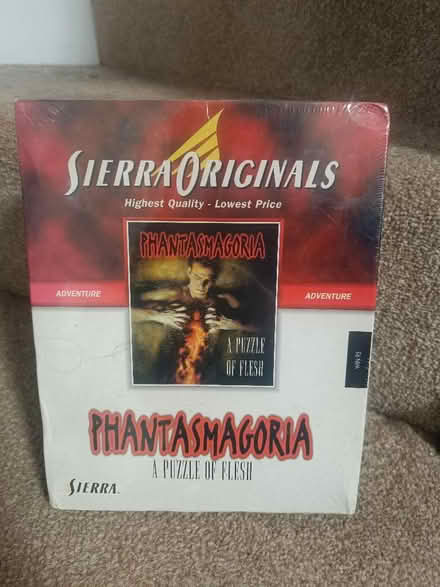 SIERRA ORIGINALS
Highest Quality - Lowest Price
PHANTASMAGORIA
ADVENTURE
ADVENTURE
A PUZZLE
OF FLESH
PHANTASMAGORIA
A PUZZLE OF FLESH
SIERRA